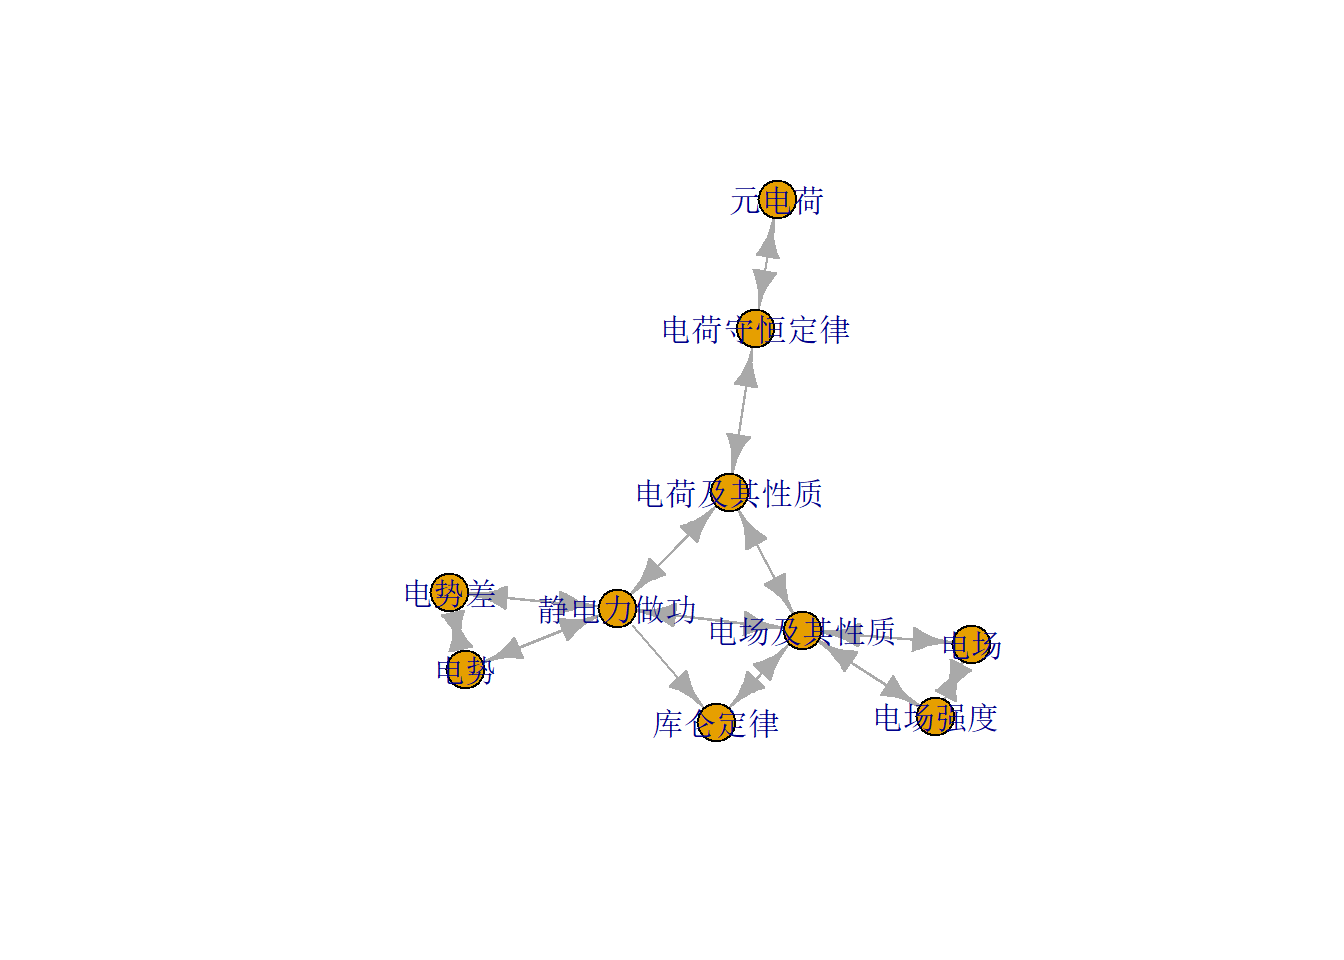 元电荷
电荷守恒定律
电荷及其性质
电势差
静电力做功
电场及其性质
电场
电势
电场强度
库仑定律